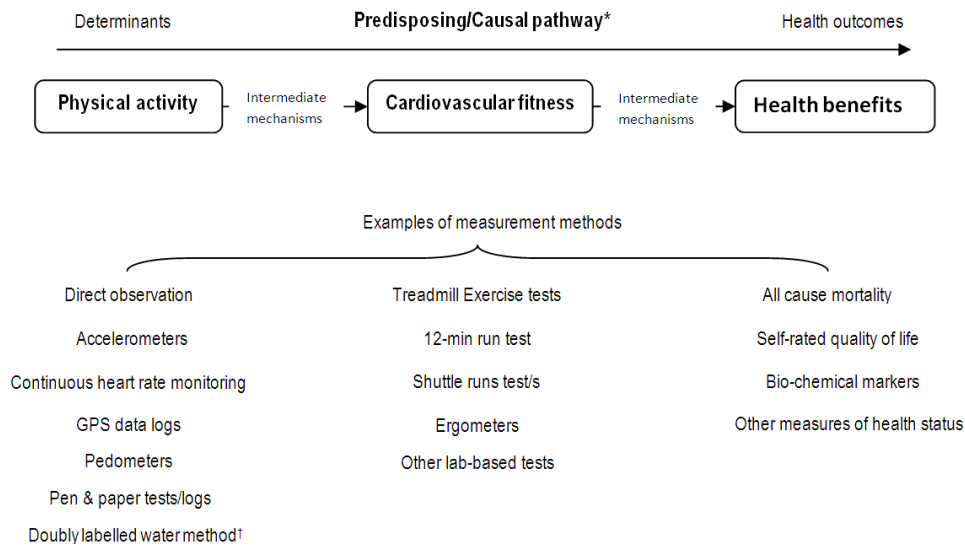 Determinants
Predisposing/Causal pathway*
Health outcomes
Physical activity
Intermediate
mechanisms
Cardiovascular fitness
Intermediate
mechanisms
Health benefits
Examples of measurement methods
Direct observation
Accelerometers
Continuous heart rate monitoring
GPS data logs
Pedometers
Pen & paper tests/logs
Doubly labelled water method†
Treadmill Exercise tests
12-min run test
Shuttle runs test/s
Ergometers
Other lab-based tests
All cause mortality
Self-rated quality of life
Bio-chemical markers
Other measures of health status